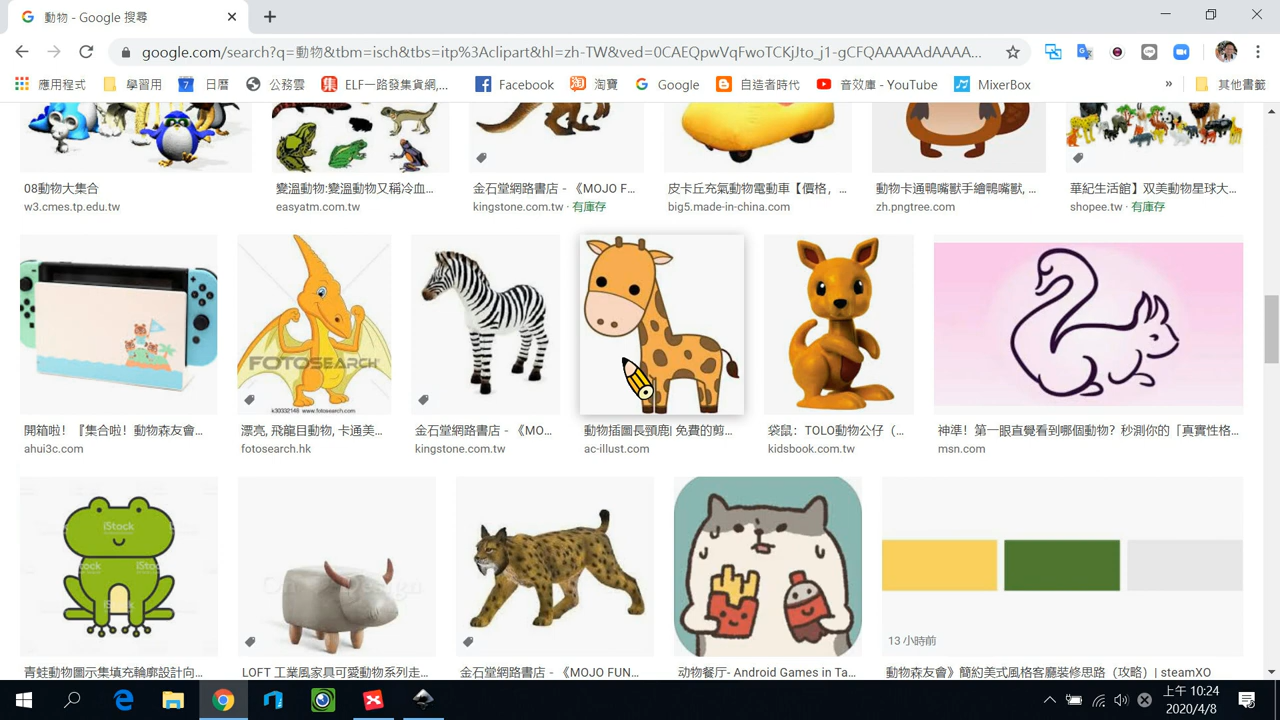 動物 - Google 搜尋
google.com/search?q=動物&tbm=isch&tbs=itp%3Aclipart&hl=zh-TW&ved=0CAEQpwVqFwoTCKjJto_j1-gCFQAAAAAdAAAA...
應用程式 學習用 7 日曆 公務雲 集 ELF一路發集貨網,... Facebook 淘寶 Google 自造者時代 音效庫 - YouTube MixerBox » 其他書籤
08動物大集合
w3.cmes.tp.edu.tw
變溫動物:變溫動物又稱冷血...
easyatm.com.tw
金石堂網路書店 - 《MOJO F...
kingstone.com.tw · 有庫存
皮卡丘充氣動物電動車【價格，...
big5.made-in-china.com
動物卡通鴨嘴獸手繪鴨嘴獸, ...
zh.pngtree.com
華紀生活館】双美動物星球大...
shopee.tw · 有庫存
FOTOSEARCH
k30332148 www.fotosearch.com
開箱啦！『集合啦！動物森友會...
ahui3c.com
漂亮, 飛龍目動物, 卡通美...
fotosearch.hk
金石堂網路書店 - 《MO...
kingstone.com.tw
動物插圖長頸鹿| 免費的剪...
ac-illust.com
袋鼠：TOLO動物公仔（...
kidsbook.com.tw
神準！第一眼直覺看到哪個動物？秒測你的「真實性格...
msn.com
iStock
iStock
13 小時前
青蛙動物圖示集填充輪廓設計向...
LOFT 工業風家具可愛動物系列走...
金石堂網路書店 - 《MOJO FUN...
动物餐厅- Android Games in Ta...
動物森友會》簡約美式風格客廳裝修思路（攻略）| steamXO
上午 10:24
2020/4/8